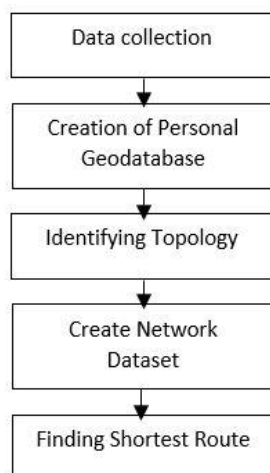 Data collection
Creation of Personal
Geodatabase
Identifying Topology
Create Network
Dataset
Finding Shortest Route